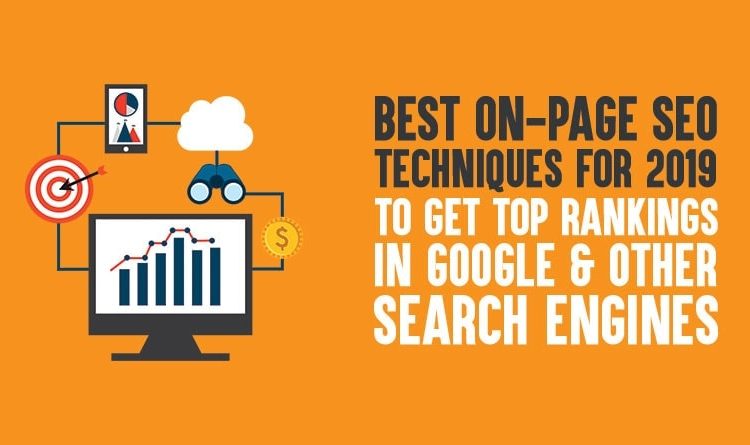 BEST ON-PAGE SEO
TECHNIQUES FOR 2019
TO GET TOP RANKINGS
IN GOOGLE & OTHER
SEARCH ENGINES
$